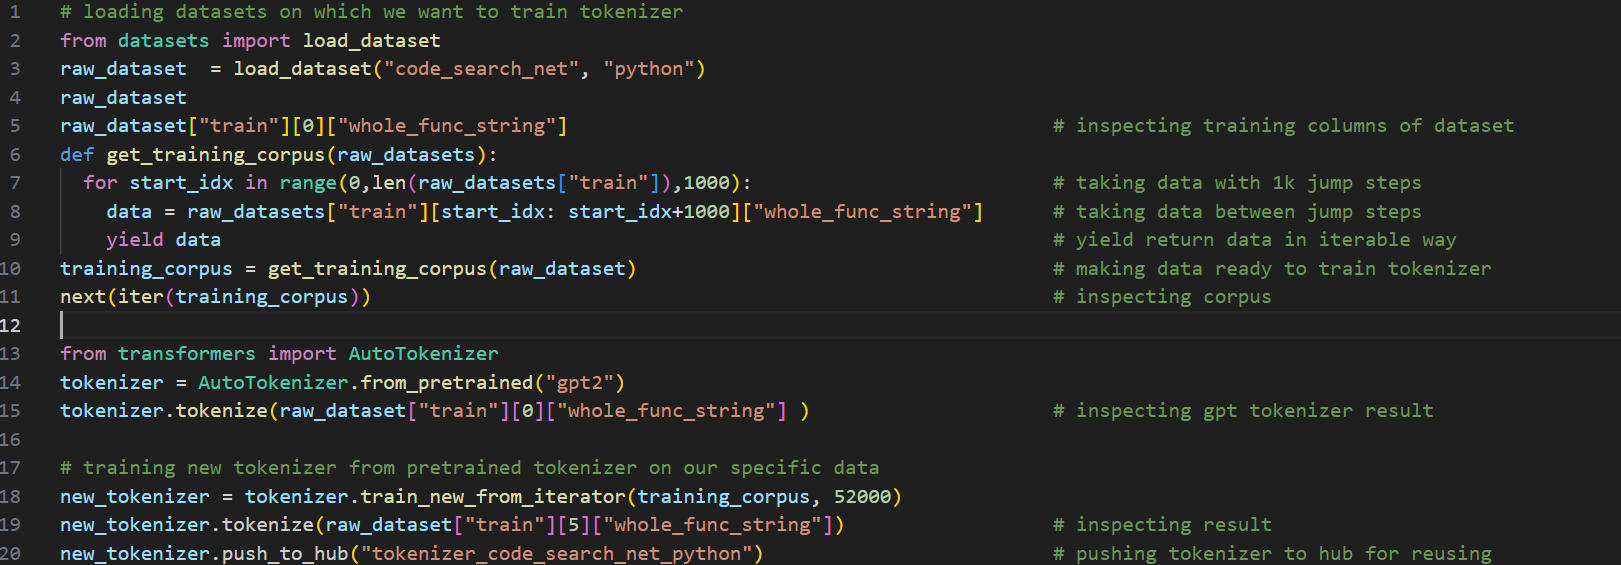 1 # loading datasets on which we want to train tokenizer
2 from datasets import load_dataset
3 raw_dataset  = load_dataset("code_search_net", "python")
4 raw_dataset
5 raw_dataset["train"][0]["whole_func_string"] # inspecting training columns of dataset
6 def get_training_corpus(raw_datasets):
7   for start_idx in range(0,len(raw_datasets["train"]),1000): # taking data with 1k jump steps
8     data = raw_datasets["train"][start_idx: start_idx+1000]["whole_func_string"] # taking data between jump steps
9     yield data # yield return data in iterable way
10 training_corpus = get_training_corpus(raw_dataset) # making data ready to train tokenizer
11 next(iter(training_corpus)) # inspecting corpus
12
13 from transformers import AutoTokenizer
14 tokenizer = AutoTokenizer.from_pretrained("gpt2")
15 tokenizer.tokenize(raw_dataset["train"][0]["whole_func_string"] ) # inspecting gpt tokenizer result
16
17 # training new tokenizer from pretrained tokenizer on our specific data
18 new_tokenizer = tokenizer.train_new_from_iterator(training_corpus, 52000)
19 new_tokenizer.tokenize(raw_dataset["train"][5]["whole_func_string"]) # inspecting result
20 new_tokenizer.push_to_hub("tokenizer_code_search_net_python") # pushing tokenizer to hub for reusing